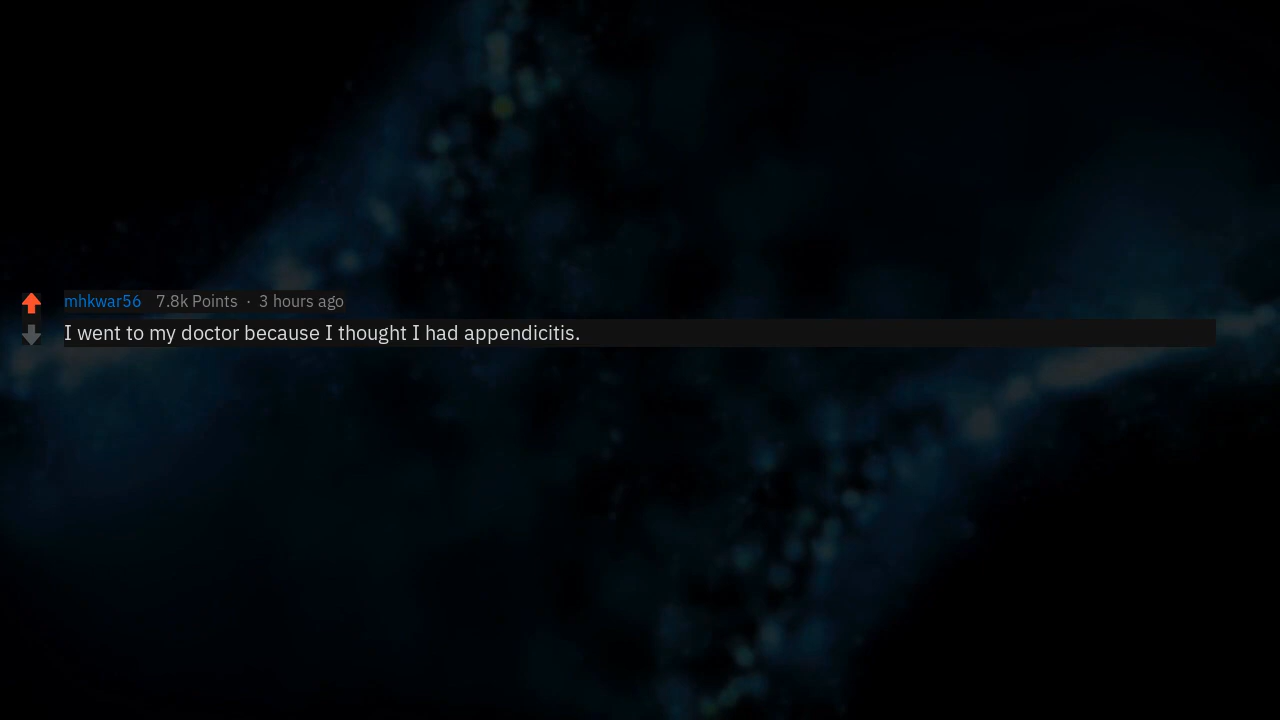 mhkwar56 7.8k Points · 3 hours ago
I went to my doctor because I thought I had appendicitis.